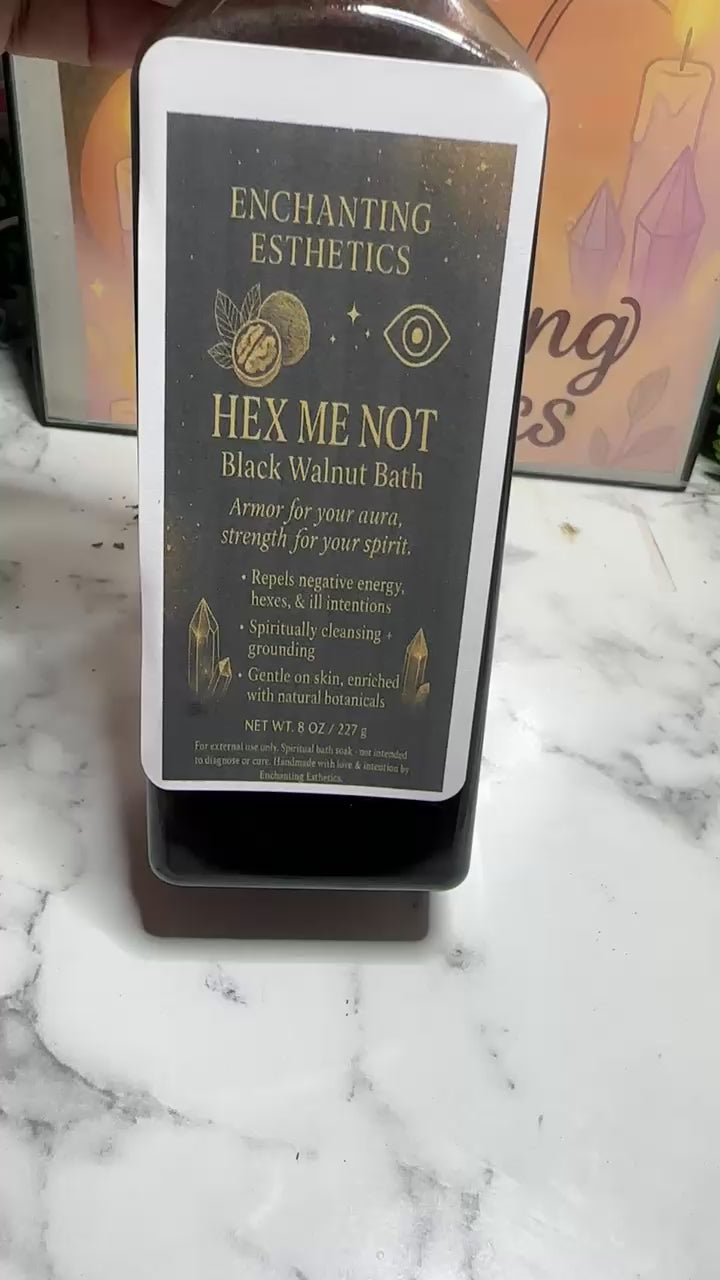 ENCHANTING
ESTHETICS
HEX ME NOT
Black Walnut Bath
Armor for your aura,
strength for your spirit.
• Repels negative energy,
hexes, & ill intentions
• Spiritually cleansing +
grounding
• Gentle on skin, enriched
with natural botanicals
NET WT. 8 OZ / 227 g
For external use only. Spiritual bath soak - not intended
to diagnose or cure. Handmade with love & intention by
Enchanting Esthetics.
ng
cs